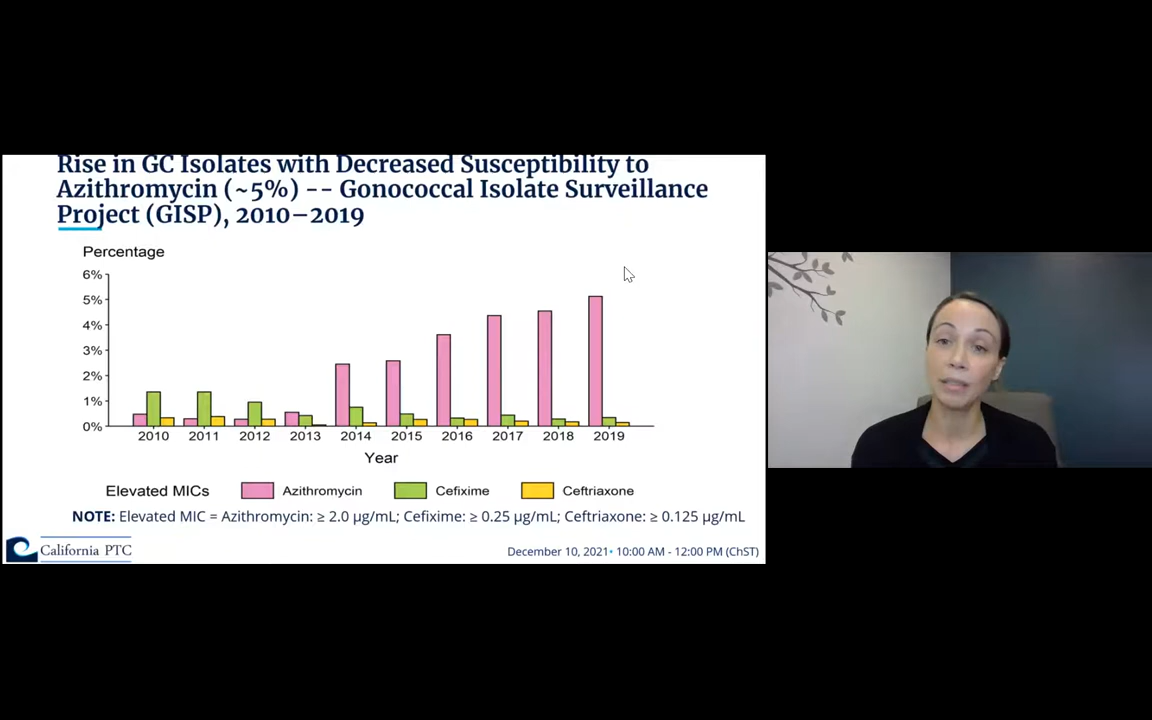 Rise in GC Isolates with Decreased Susceptibility to
Azithromycin (~5%) -- Gonococcal Isolate Surveillance
Project (GISP), 2010–2019
Percentage
6%
5%
4%
3%
2%
1%
0%
2010 2011 2012 2013 2014 2015 2016 2017 2018 2019
Year
Elevated MICs Azithromycin Cefixime Ceftriaxone
NOTE: Elevated MIC = Azithromycin: ≥ 2.0 µg/mL; Cefixime: ≥ 0.25 µg/mL; Ceftriaxone: ≥ 0.125 µg/mL
California PTC
December 10, 2021• 10:00 AM - 12:00 PM (ChST)